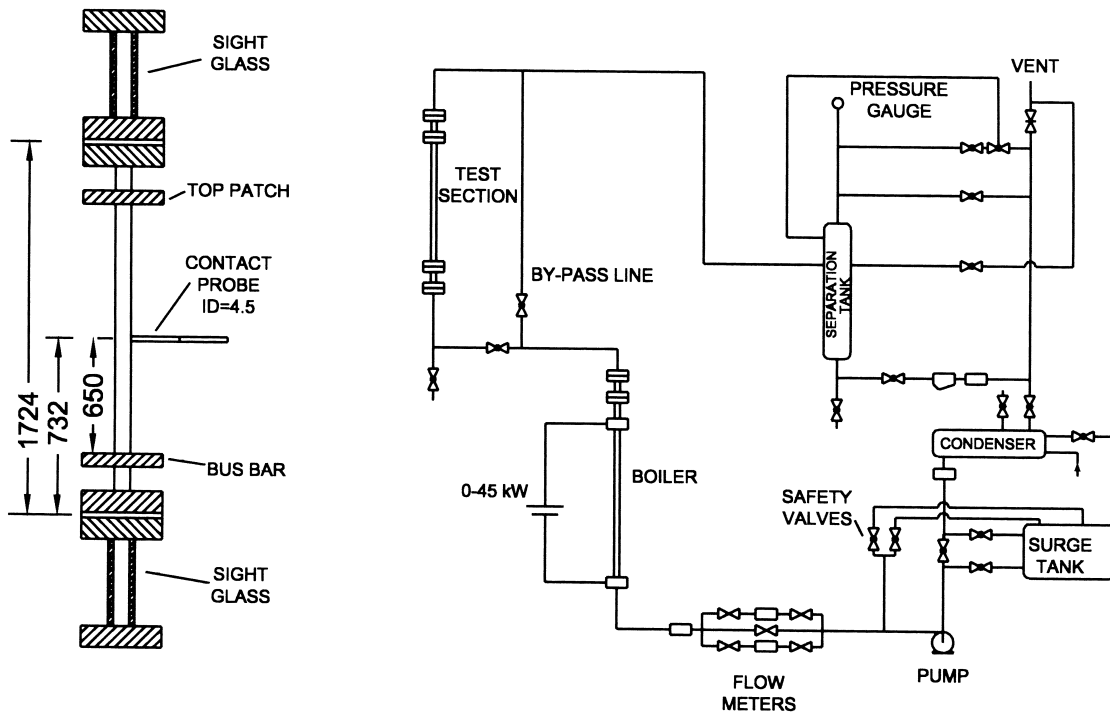 SIGHT
GLASS
TOP PATCH
CONTACT
PROBE
ID=4.5
1724
732
650
BUS BAR
SIGHT
GLASS
TEST
SECTION
BY-PASS LINE
0-45 kW
BOILER
FLOW
METERS
PRESSURE
GAUGE
VENT
SEPARATION
TANK
CONDENSER
SAFETY
VALVES
SURGE
TANK
PUMP